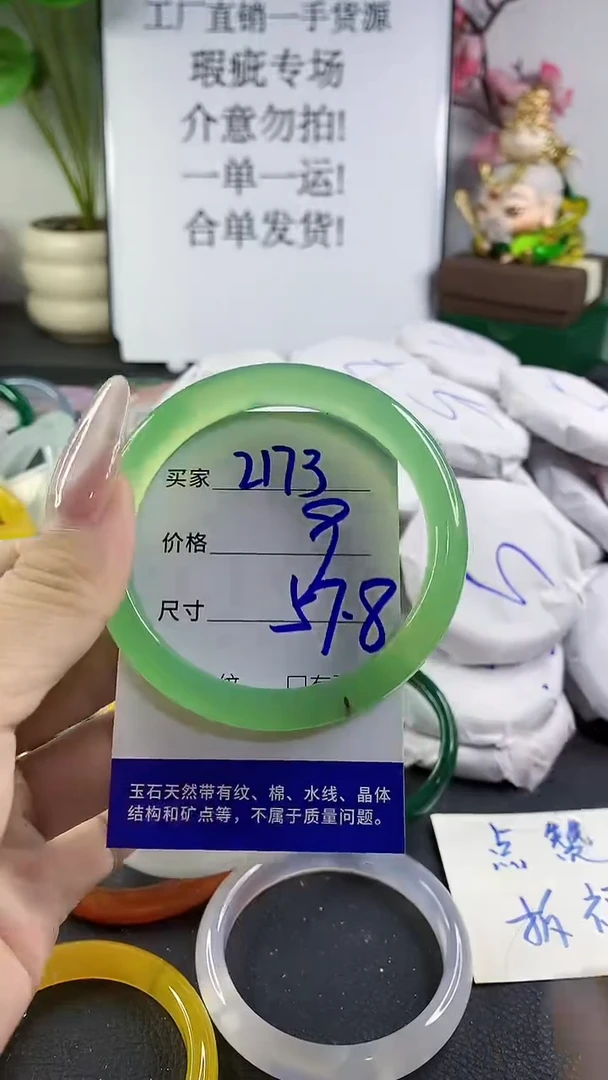 工厂直销一手货源
瑕疵专场
介意勿拍!
一单一运!
合单发货!
买家 2173
价格 9
尺寸 57.8
玉石天然带有纹、棉、水线、晶体
结构和矿点等，不属于质量问题。
点赞
拆